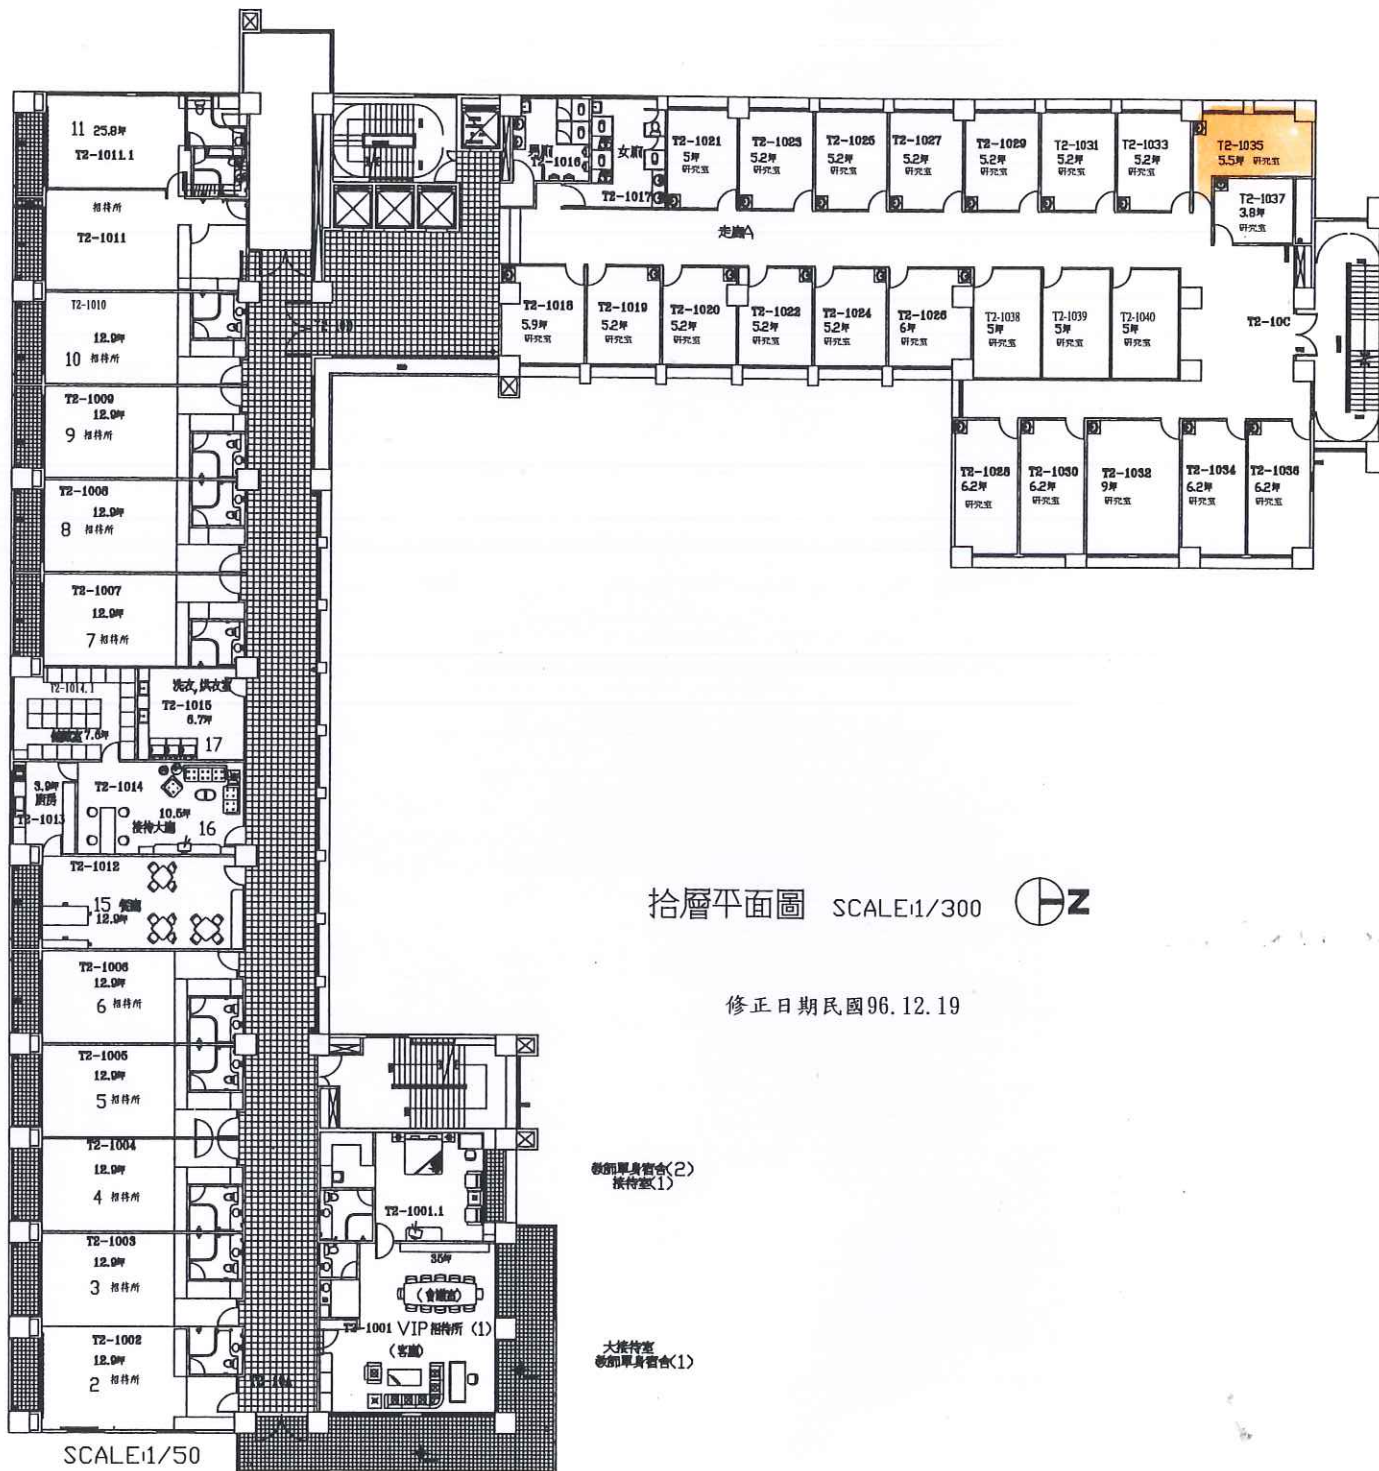 11 25.8坪
T2-1011.1
招待所
T2-1011
T2-1010
12.9坪
10 招待所
T2-1009
12.9坪
9 招待所
T2-1008
12.9坪
8 招待所
T2-1007
12.9坪
7 招待所
T2-1014.1
7.6坪
洗衣,烘衣室
T2-1015
6.7坪
17
3.9坪
廚房
T2-1013
T2-1014
10.5坪
接待大廳 16
T2-1012
15 餐廳
12.9坪
T2-1006
12.9坪
6 招待所
T2-1005
12.9坪
5 招待所
T2-1004
12.9坪
4 招待所
T2-1003
12.9坪
3 招待所
T2-1002
12.9坪
2 招待所
SCALE:1/50
男廁
T2-1016
女廁
T2-1017
T2-1021
5坪
研究室
T2-1023
5.2坪
研究室
T2-1025
5.2坪
研究室
T2-1027
5.2坪
研究室
T2-1029
5.2坪
研究室
T2-1031
5.2坪
研究室
T2-1033
5.2坪
研究室
T2-1035
5.5坪 研究室
T2-1037
3.8坪
研究室
走廊A
T2-1018
5.9坪
研究室
T2-1019
5.2坪
研究室
T2-1020
5.2坪
研究室
T2-1022
5.2坪
研究室
T2-1024
5.2坪
研究室
T2-1026
6坪
研究室
T2-1038
5坪
研究室
T2-1039
5坪
研究室
T2-1040
5坪
研究室
T2-10C
T2-1028
6.2坪
研究室
T2-1030
6.2坪
研究室
T2-1032
9坪
研究室
T2-1034
6.2坪
研究室
T2-1036
6.2坪
研究室
拾層平面圖 SCALE:1/300 N
修正日期民國96.12.19
T2-1001.1
35坪
(會議室)
T2-1001 VIP 招待所 (1)
(客廳)
教師單身宿舍(2)
接待室(1)
大接待室
教師單身宿舍(1)
T2-10A